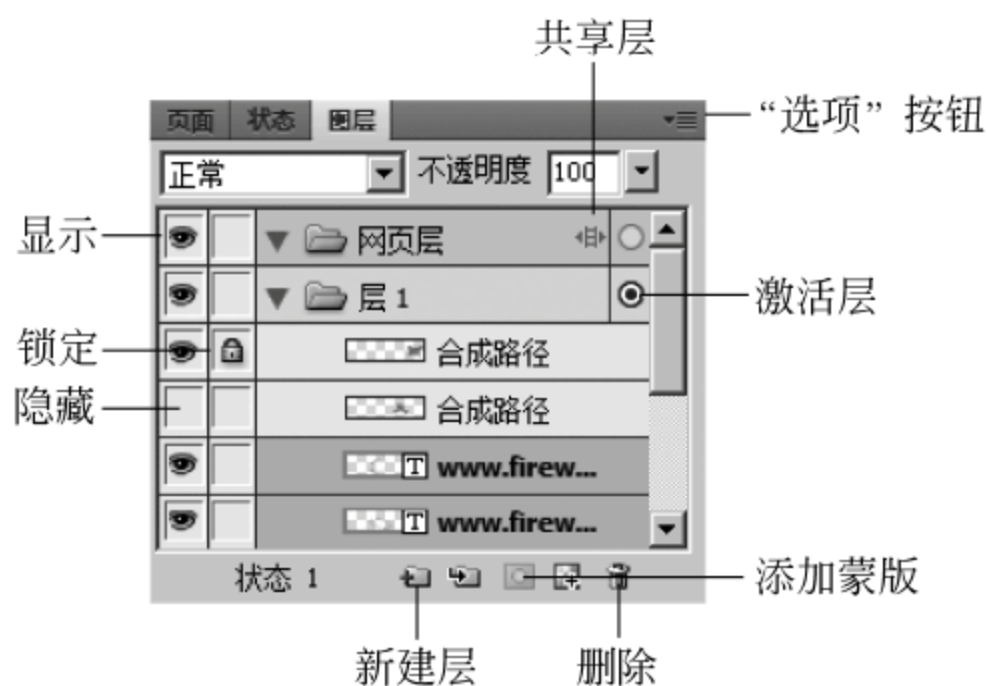 共享层
页面 状态 图层
“选项”按钮
正常 不透明度 100
显示
网页层
层 1
激活层
锁定
合成路径
隐藏
合成路径
T www.firew...
T www.firew...
状态 1
添加蒙版
新建层 删除